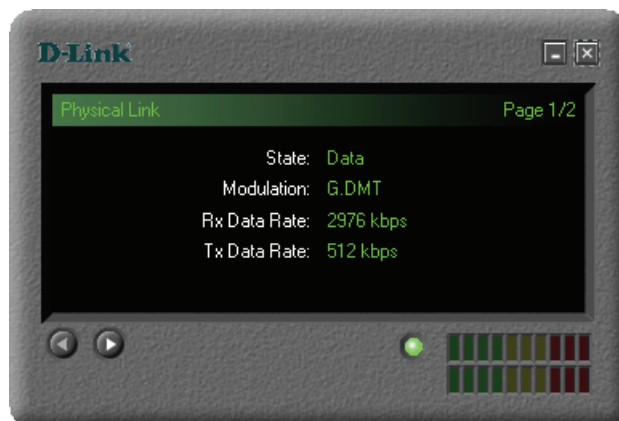 D-Link
Physical Link Page 1/2
State: Data
Modulation: G.DMT
Rx Data Rate: 2976 kbps
Tx Data Rate: 512 kbps